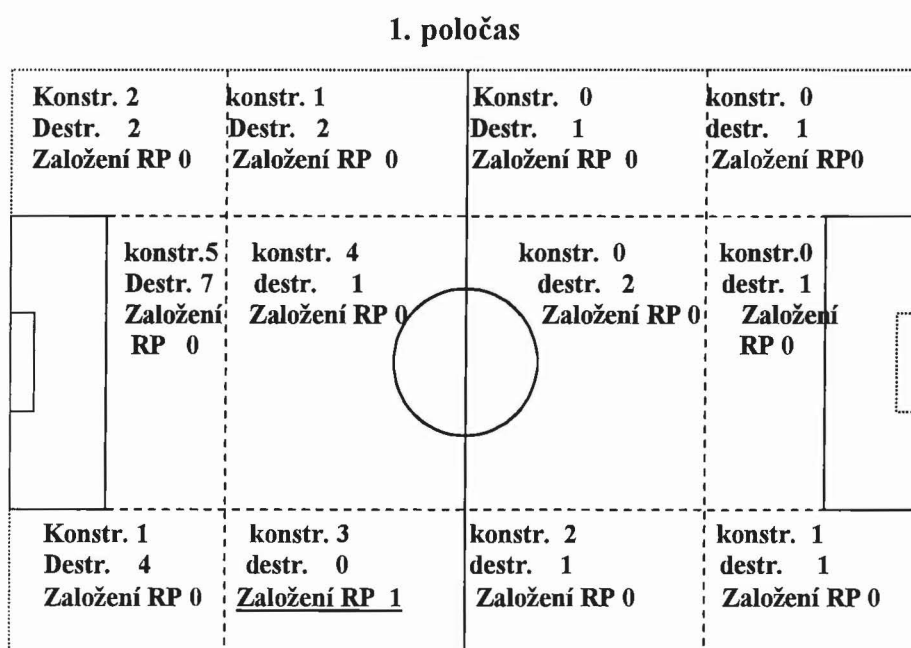 1. poločas
Konstr. 2
Destr. 2
Založení RP 0
konstr. 1
Destr. 2
Založení RP 0
Konstr. 0
Destr. 1
Založení RP 0
konstr. 0
destr. 1
Založení RP0
konstr.5
Destr. 7
Založení
RP 0
konstr. 4
destr. 1
Založení RP 0
konstr. 0
destr. 2
Založení RP 0
konstr.0
destr. 1
Založení
RP 0
Konstr. 1
Destr. 4
Založení RP 0
konstr. 3
destr. 0
Založení RP 1
konstr. 2
destr. 1
Založení RP 0
konstr. 1
destr. 1
Založení RP 0